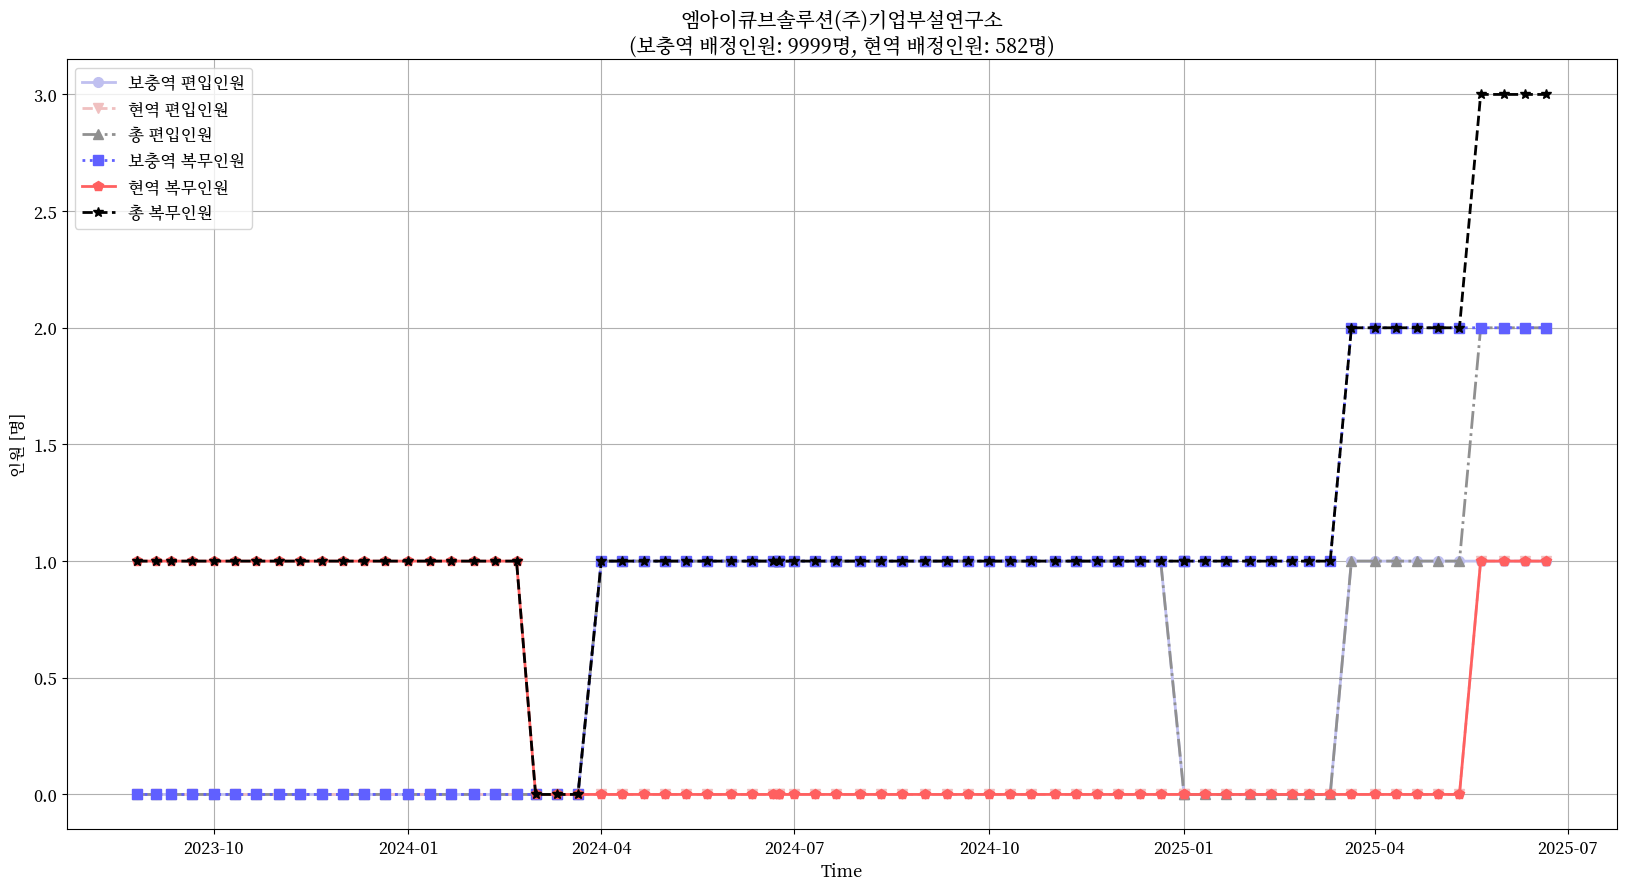 엠아이큐브솔루션(주)기업부설연구소
(보충역 배정인원: 9999명, 현역 배정인원: 582명)
보충역 편입인원
현역 편입인원
총 편입인원
보충역 복무인원
현역 복무인원
총 복무인원
3.0
2.5
2.0
1.5
1.0
0.5
0.0
인원 [명]
2023-10
2024-01
2024-04
2024-07
2024-10
2025-01
2025-04
2025-07
Time